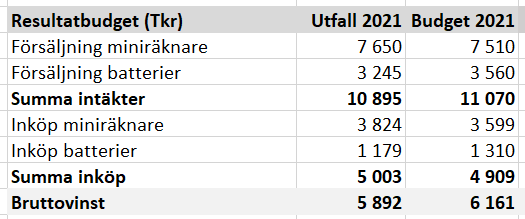 Resultatbudget (Tkr) Utfall 2021 Budget 2021
Försäljning miniräknare 7 650 7 510
Försäljning batterier 3 245 3 560
Summa intäkter 10 895 11 070
Inköp miniräknare 3 824 3 599
Inköp batterier 1 179 1 310
Summa inköp 5 003 4 909
Bruttovinst 5 892 6 161